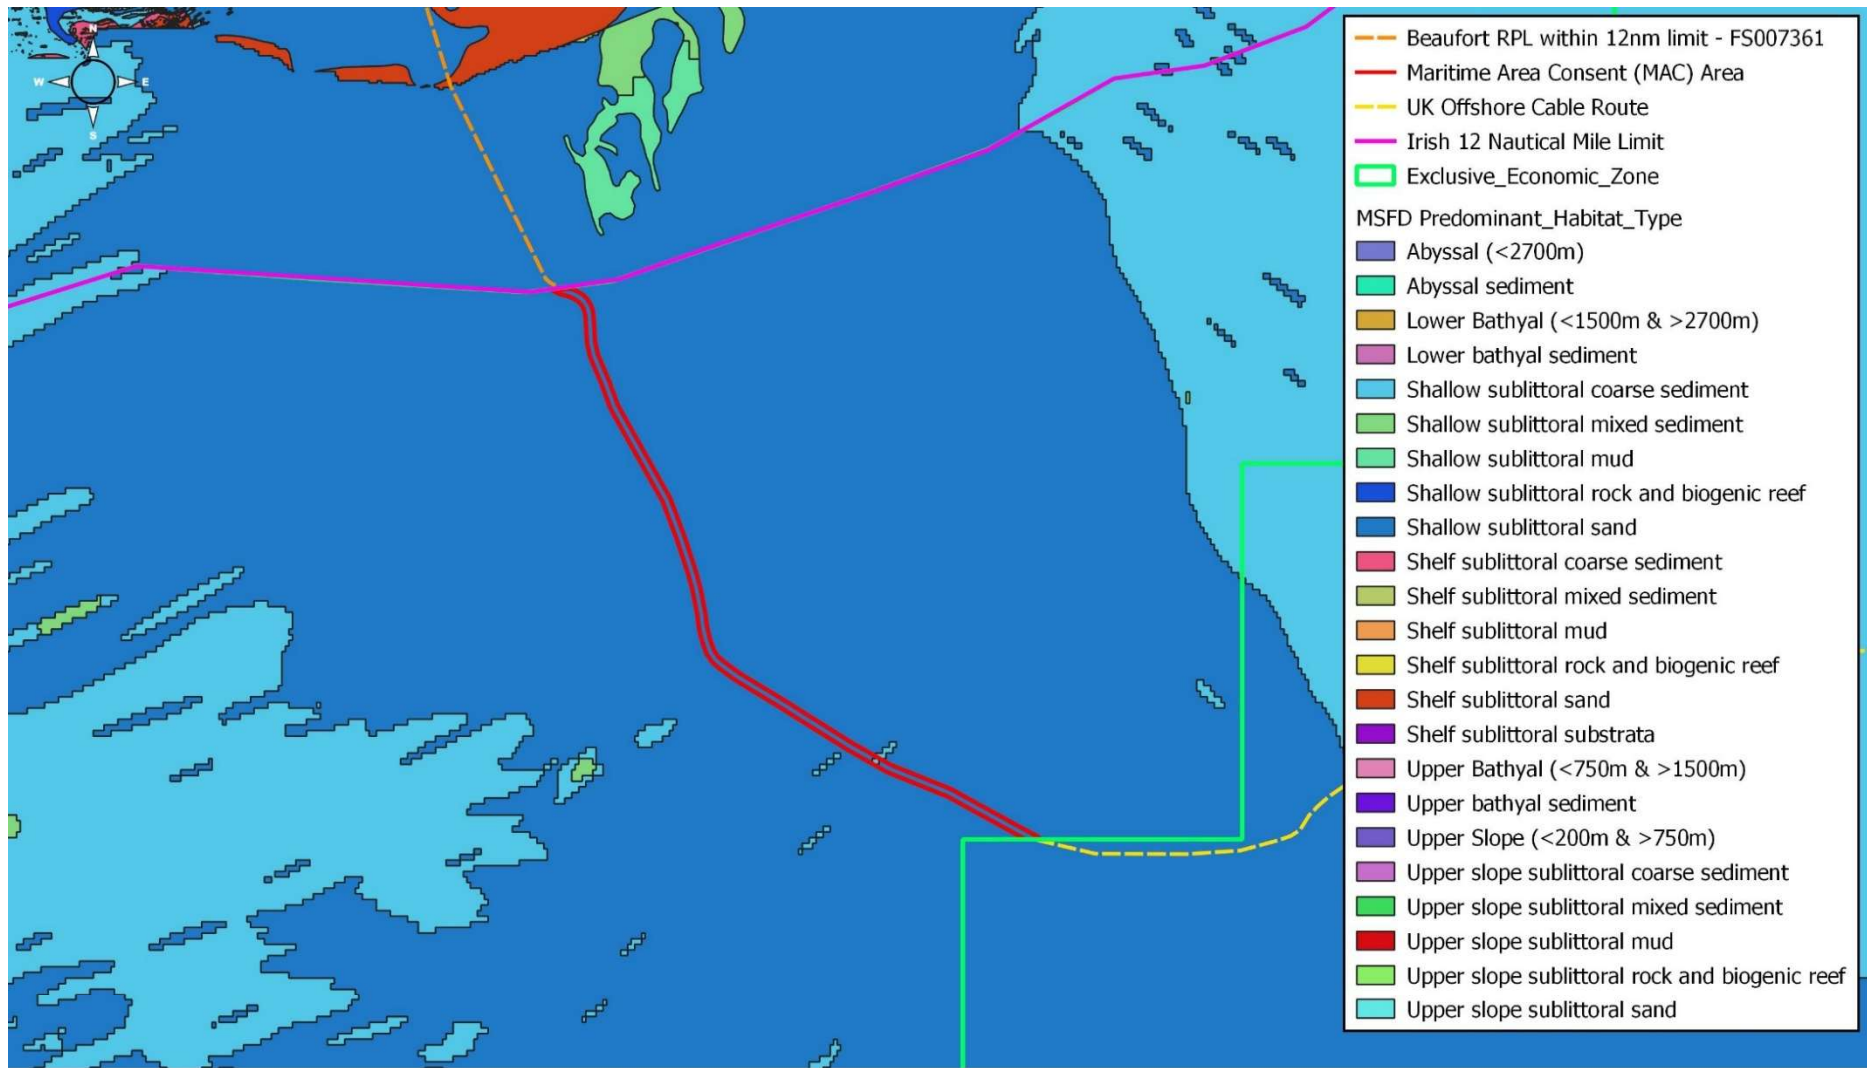 N
W E
S
Beaufort RPL within 12nm limit - FS007361
Maritime Area Consent (MAC) Area
UK Offshore Cable Route
Irish 12 Nautical Mile Limit
Exclusive_Economic_Zone
MSFD Predominant_Habitat_Type
Abyssal (<2700m)
Abyssal sediment
Lower Bathyal (<1500m & >2700m)
Lower bathyal sediment
Shallow sublittoral coarse sediment
Shallow sublittoral mixed sediment
Shallow sublittoral mud
Shallow sublittoral rock and biogenic reef
Shallow sublittoral sand
Shelf sublittoral coarse sediment
Shelf sublittoral mixed sediment
Shelf sublittoral mud
Shelf sublittoral rock and biogenic reef
Shelf sublittoral sand
Shelf sublittoral substrata
Upper Bathyal (<750m & >1500m)
Upper bathyal sediment
Upper Slope (<200m & >750m)
Upper slope sublittoral coarse sediment
Upper slope sublittoral mixed sediment
Upper slope sublittoral mud
Upper slope sublittoral rock and biogenic reef
Upper slope sublittoral sand